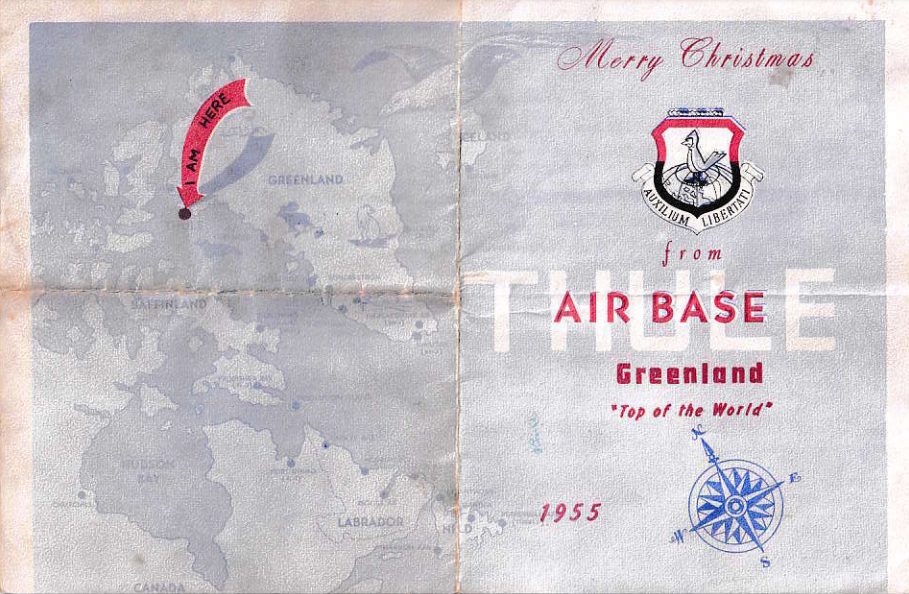 I AM HERE
GREENLAND
BAFFINLAND
HUDSON
BAY
LABRADOR
NFLD
CANADA
ICELAND
Merry Christmas
AUXILIUM LIBERTATI
from
THULE
AIR BASE
Greenland
"Top of the World"
1955
N
E
W
S